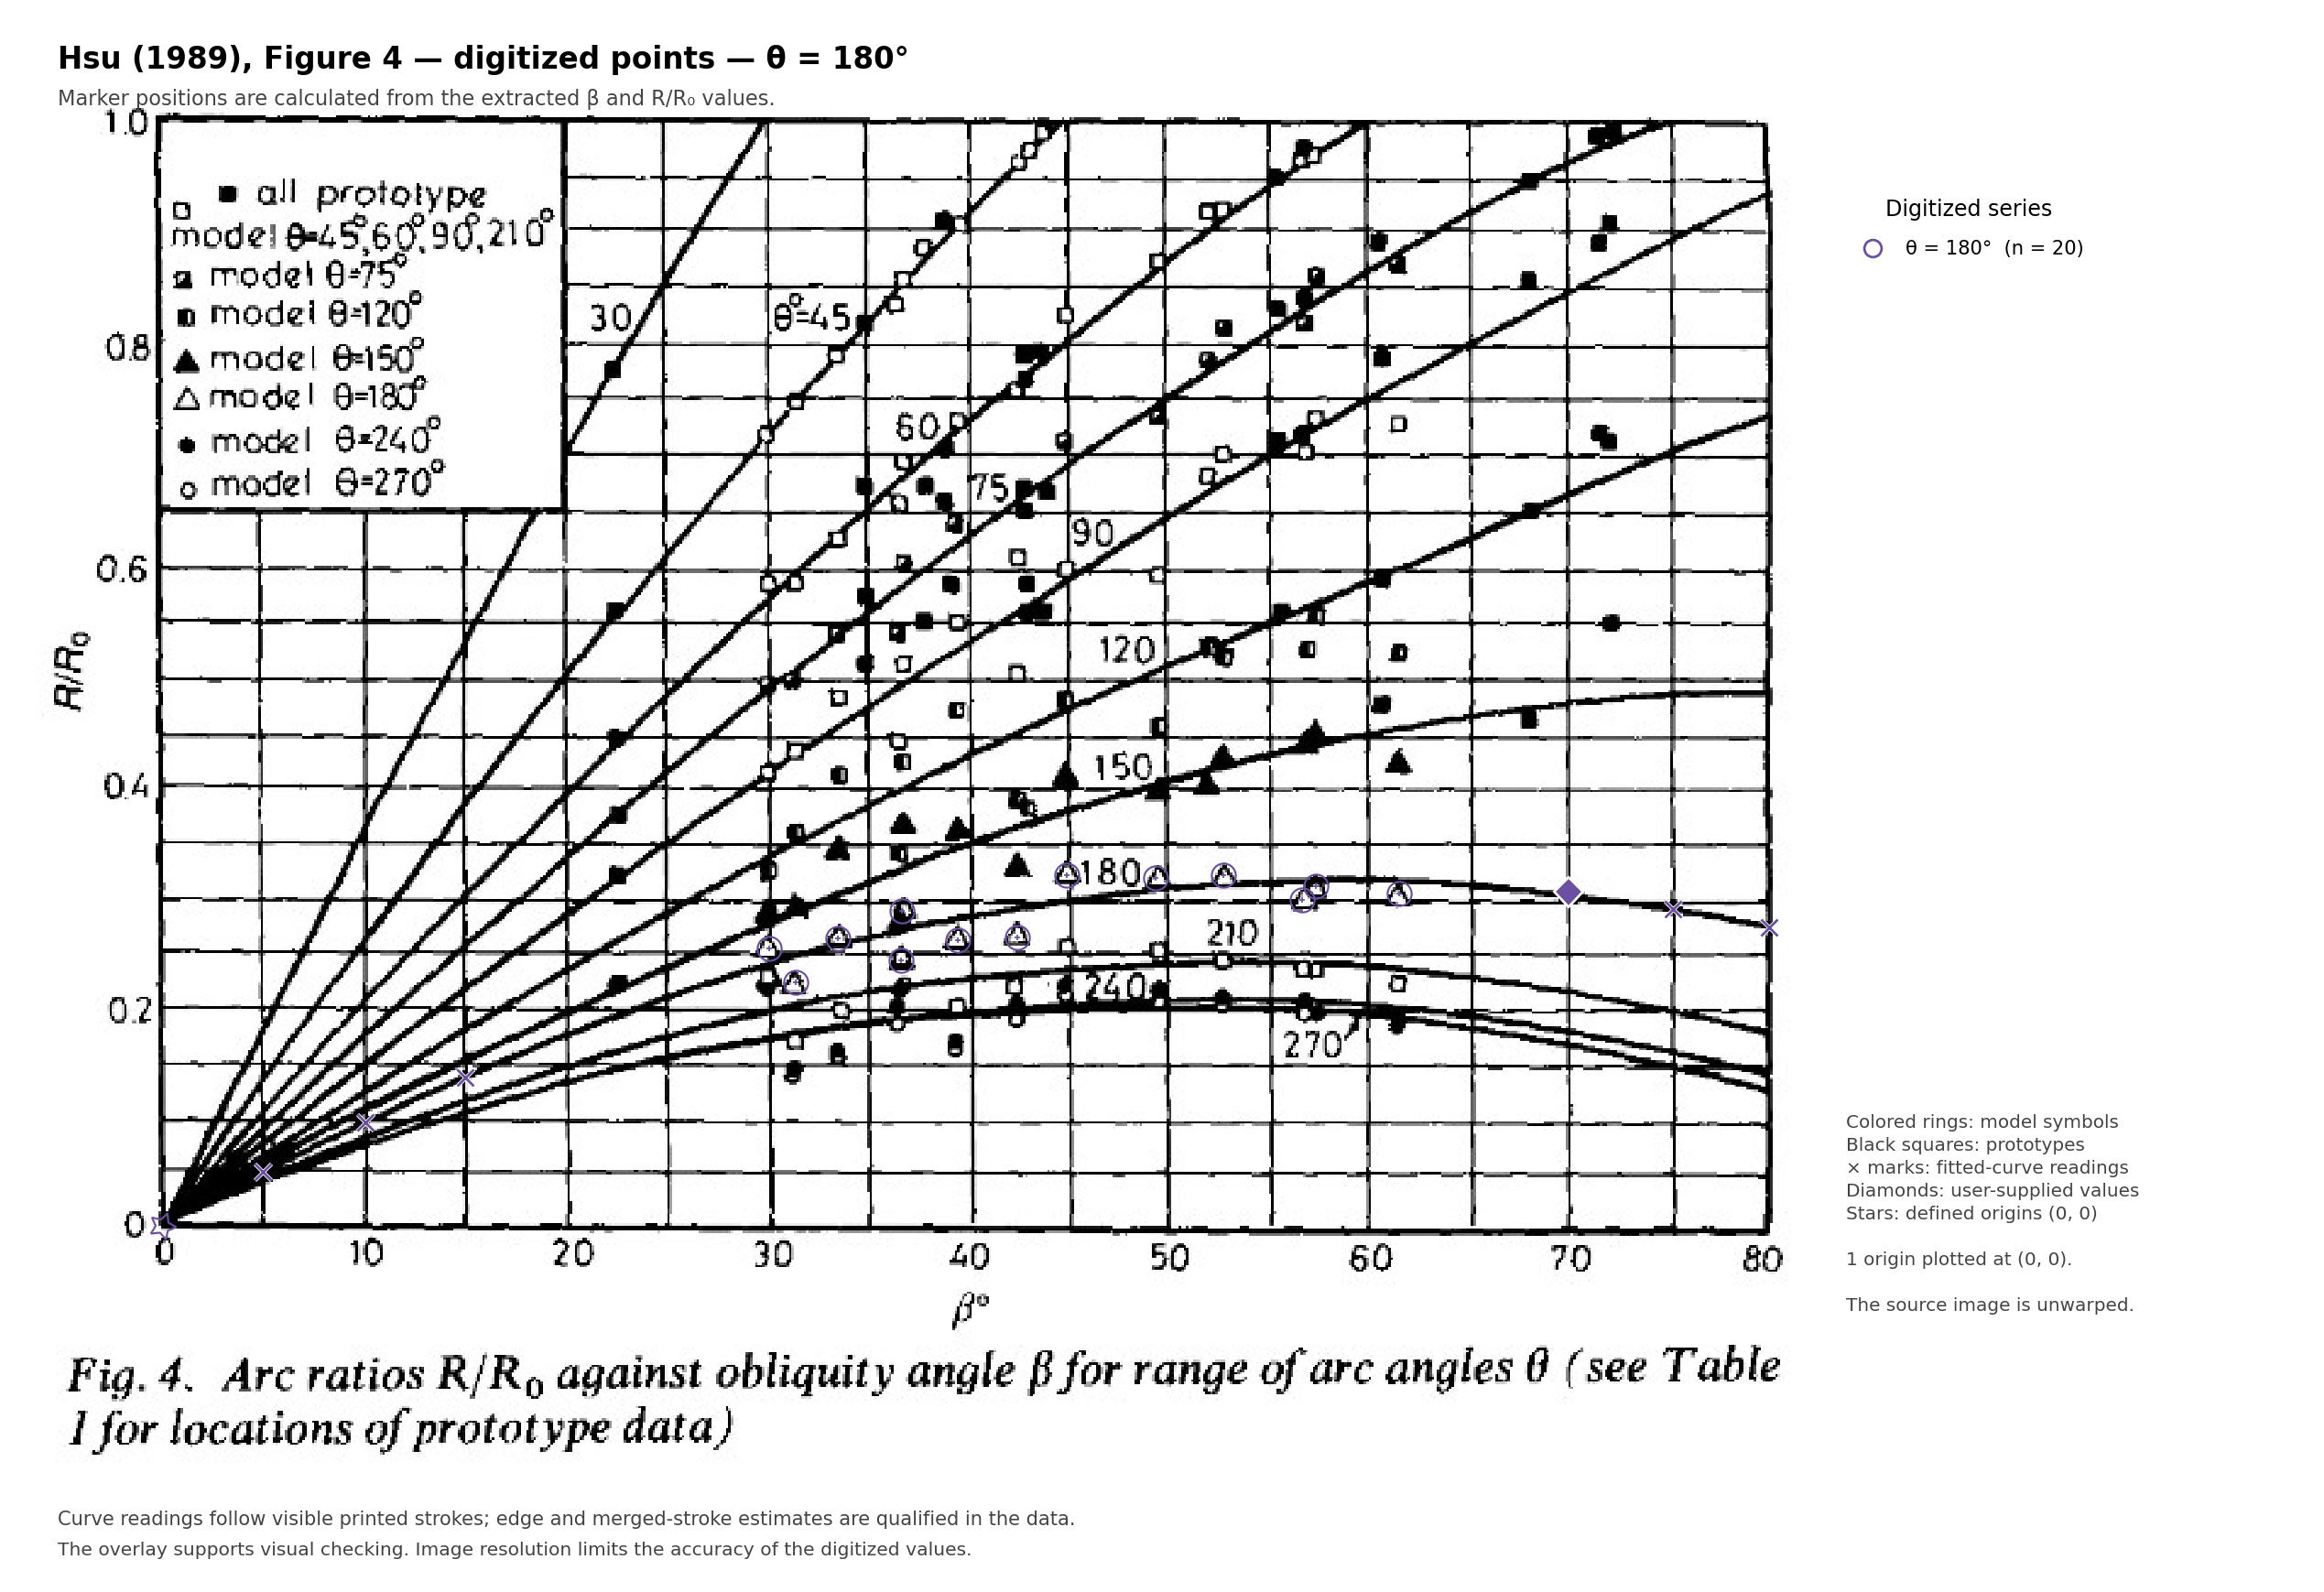 Hsu (1989), Figure 4 — digitized points — θ = 180°
Marker positions are calculated from the extracted β and R/R₀ values.
1.0
0.8
0.6
0.4
0.2
0
R/R₀
all prototype
model θ=45°,60°,90°,210°
model θ=75°
model θ=120°
model θ=150°
model θ=180°
model θ=240°
model θ=270°
30
θ°=45
60
75
90
120
150
180
210
240
270
0 10 20 30 40 50 60 70 80
β°
Digitized series
θ = 180° (n = 20)
Colored rings: model symbols
Black squares: prototypes
× marks: fitted-curve readings
Diamonds: user-supplied values
Stars: defined origins (0, 0)
1 origin plotted at (0, 0).
The source image is unwarped.
Fig. 4. Arc ratios R/R₀ against obliquity angle β for range of arc angles θ (see Table
1 for locations of prototype data)
Curve readings follow visible printed strokes; edge and merged-stroke estimates are qualified in the data.
The overlay supports visual checking. Image resolution limits the accuracy of the digitized values.